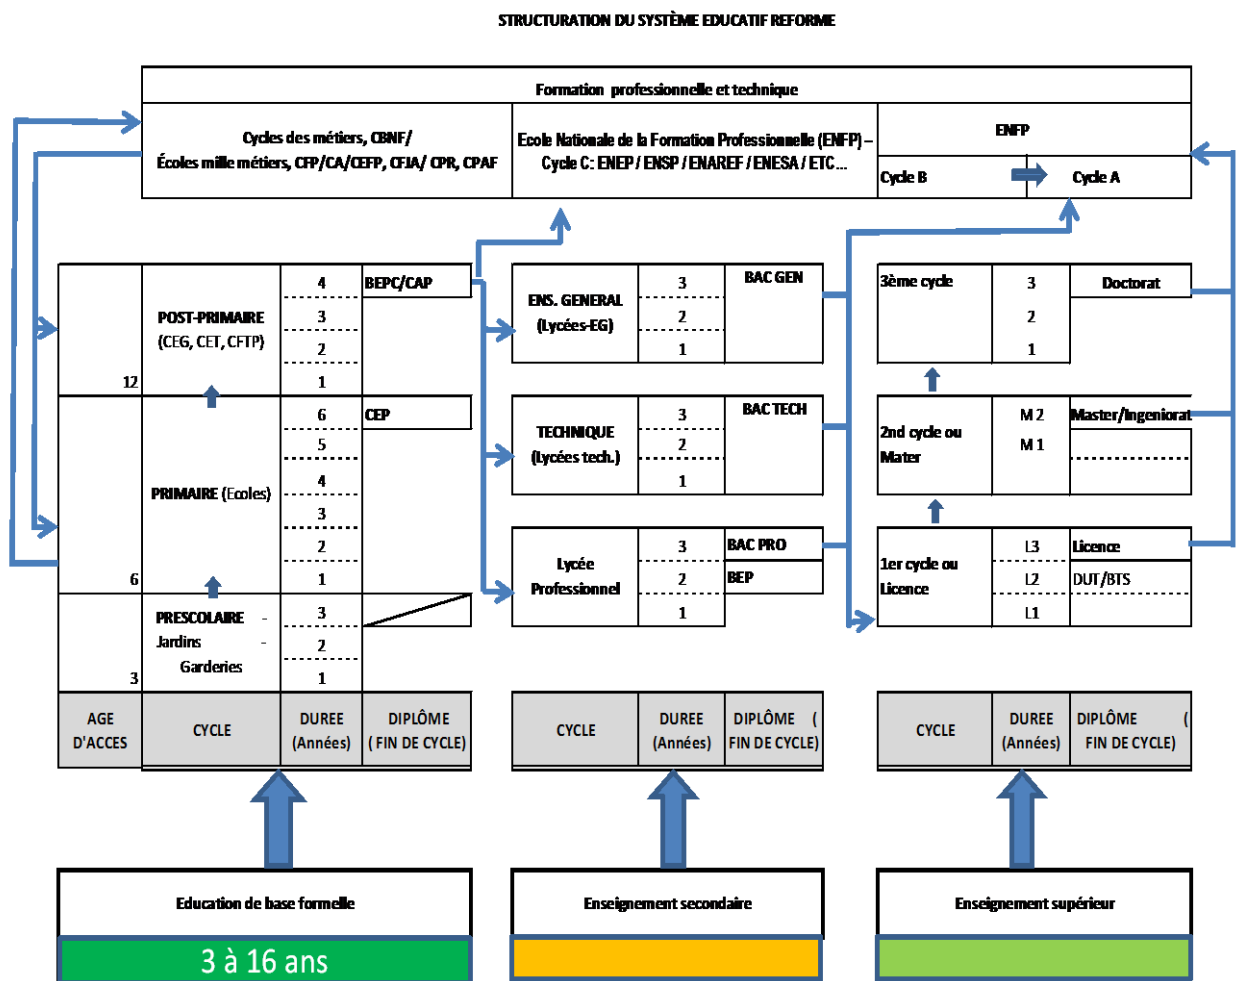 STRUCTURATION DU SYSTÈME EDUCATIF REFORME
Formation professionnelle et technique
Cycles des métiers, CBNF/
Écoles mille métiers, CFP/CA/CEFP, CFJA/ CPR, CPAF
Ecole Nationale de la Formation Professionnelle (ENFP) –
Cycle C: ENEP / ENSP / ENAREF / ENESA / ETC...
ENFP
Cycle B
Cycle A
POST-PRIMAIRE
(CEG, CET, CFTP)
12
4
3
2
1
BEPC/CAP
PRIMAIRE (Ecoles)
6
6
5
4
3
2
1
CEP
PRESCOLAIRE -
Jardins -
Garderies
3
3
2
1
AGE
D'ACCES
CYCLE
DUREE
(Années)
DIPLÔME
( FIN DE CYCLE)
ENS. GENERAL
(Lycées-EG)
3
2
1
BAC GEN
TECHNIQUE
(Lycées tech.)
3
2
1
BAC TECH
Lycée
Professionnel
3
2
1
BAC PRO
BEP
CYCLE
DUREE
(Années)
DIPLÔME (
FIN DE CYCLE)
3ème cycle
3
2
1
Doctorat
2nd cycle ou
Mater
M 2
M 1
Master/Ingeniorat
1er cycle ou
Licence
L3
L2
L1
Licence
DUT/BTS
CYCLE
DUREE
(Années)
DIPLÔME (
FIN DE CYCLE)
Education de base formelle
3 à 16 ans
Enseignement secondaire
Enseignement supérieur